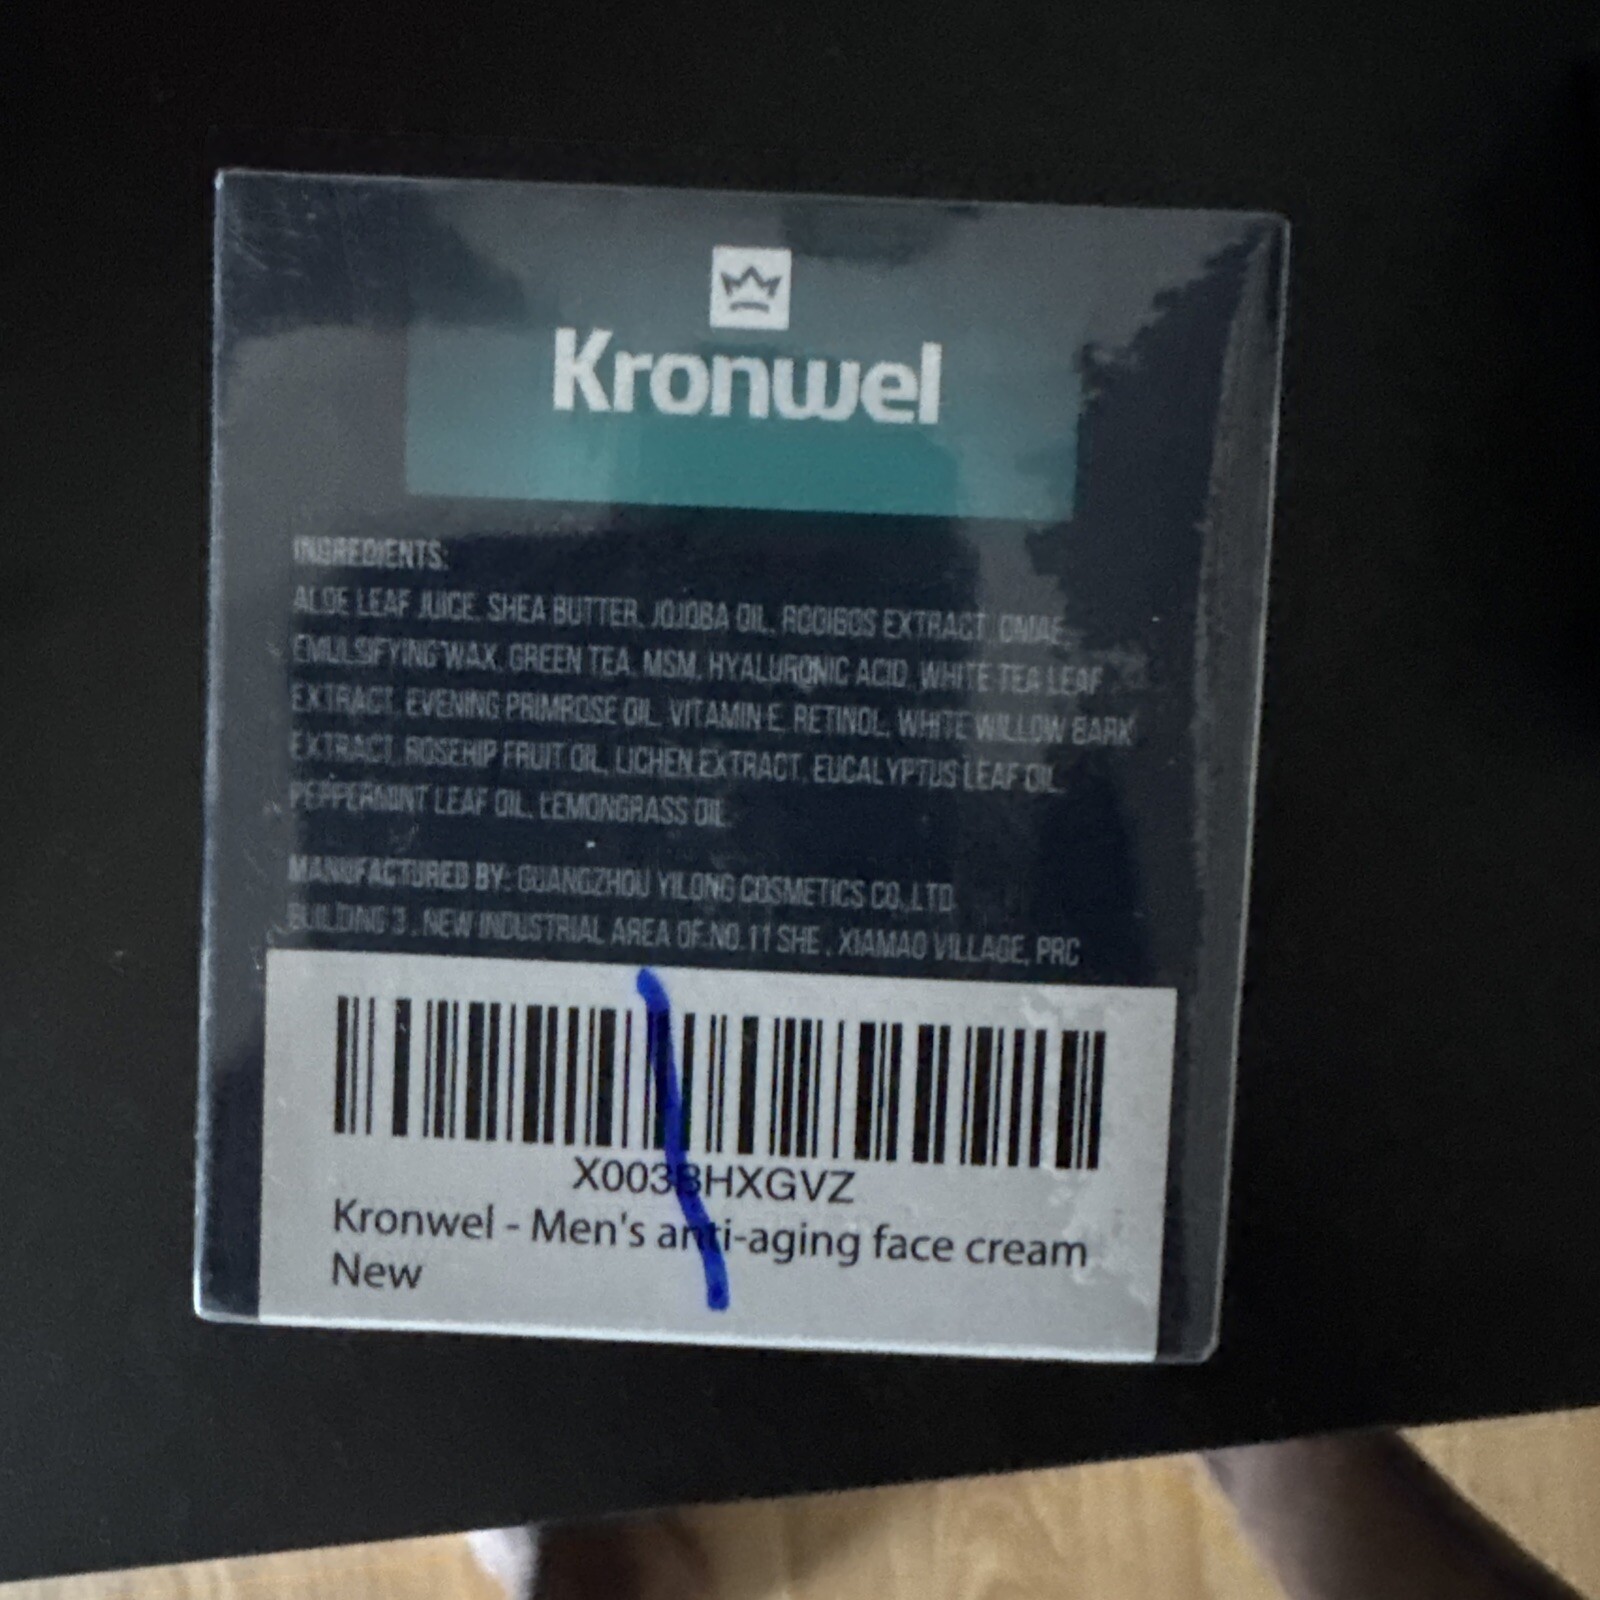 Kronwel
INGREDIENTS:
ALOE LEAF JUICE, SHEA BUTTER, JOJOBA OIL, ROOIBOS EXTRACT, DMAE,
EMULSIFYING WAX, GREEN TEA, MSM, HYALURONIC ACID, WHITE TEA LEAF
EXTRACT, EVENING PRIMROSE OIL, VITAMIN E, RETINOL, WHITE WILLOW BARK
EXTRACT, ROSEHIP FRUIT OIL, LICHEN EXTRACT, EUCALYPTUS LEAF OIL,
PEPPERMINT LEAF OIL, LEMONGRASS OIL.
MANUFACTURED BY: GUANGZHOU YILONG COSMETICS CO.,LTD
BUILDING 3 , NEW INDUSTRIAL AREA OF NO. 11 SHE , XIAMAO VILLAGE, PRC
X003BHXGVZ
Kronwel - Men's anti-aging face cream
New